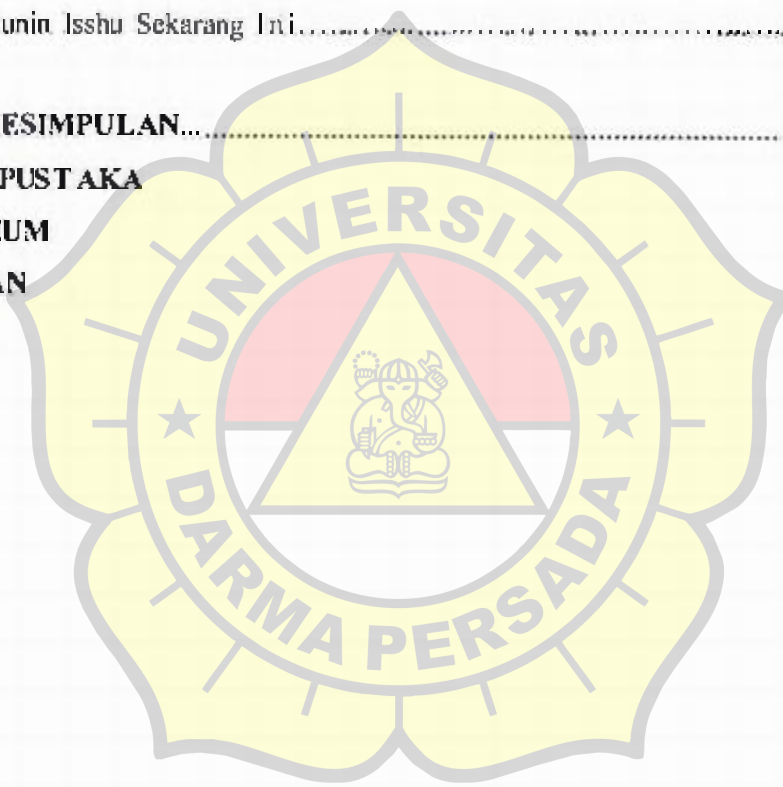 unin Isshu Sekarang Ini
ESIMPULAN...
PUSTAKA
UM
AN
UNIVERSITAS
DARMA PERSADA